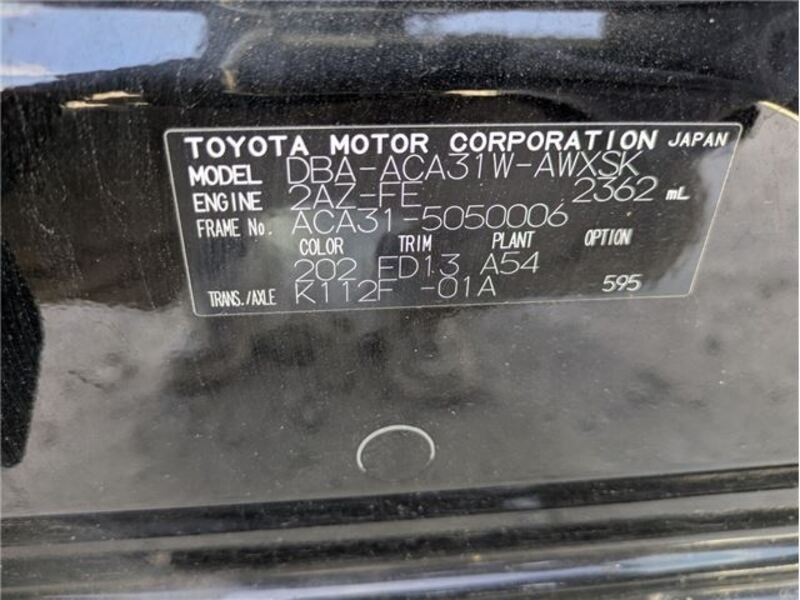 TOYOTA MOTOR CORPORATION JAPAN
MODEL DBA-ACA31W-AWXSK
ENGINE 2AZ-FE 2362 mL
FRAME No. ACA31-5050006
COLOR TRIM PLANT OPTION
202 FD13 A54
TRANS./AXLE K112F -01A 595